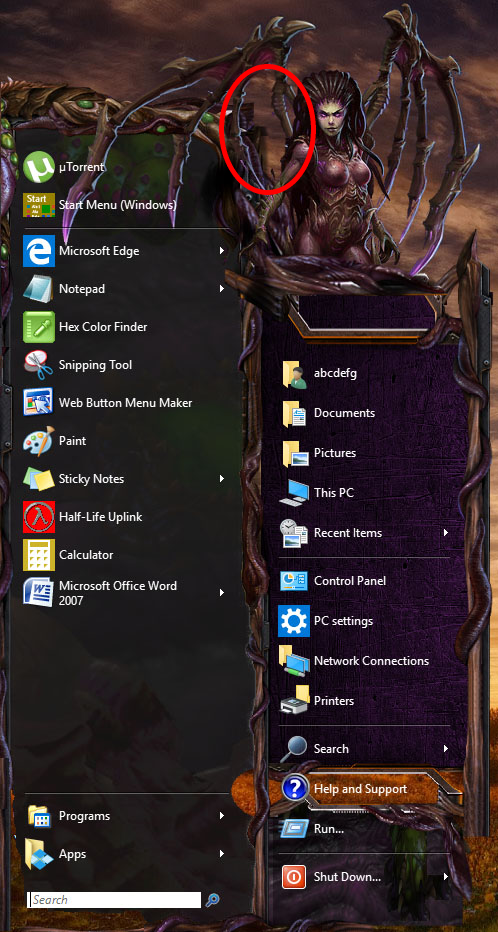 µTorrent
Start
Start Menu (Windows)
Microsoft Edge
Notepad
Hex Color Finder
Snipping Tool
Web Button Menu Maker
Paint
Sticky Notes
Half-Life Uplink
Calculator
Microsoft Office Word
2007
Programs
Apps
Search
abcdefg
Documents
Pictures
This PC
Recent Items
Control Panel
PC settings
Network Connections
Printers
Search
Help and Support
Run...
Shut Down...